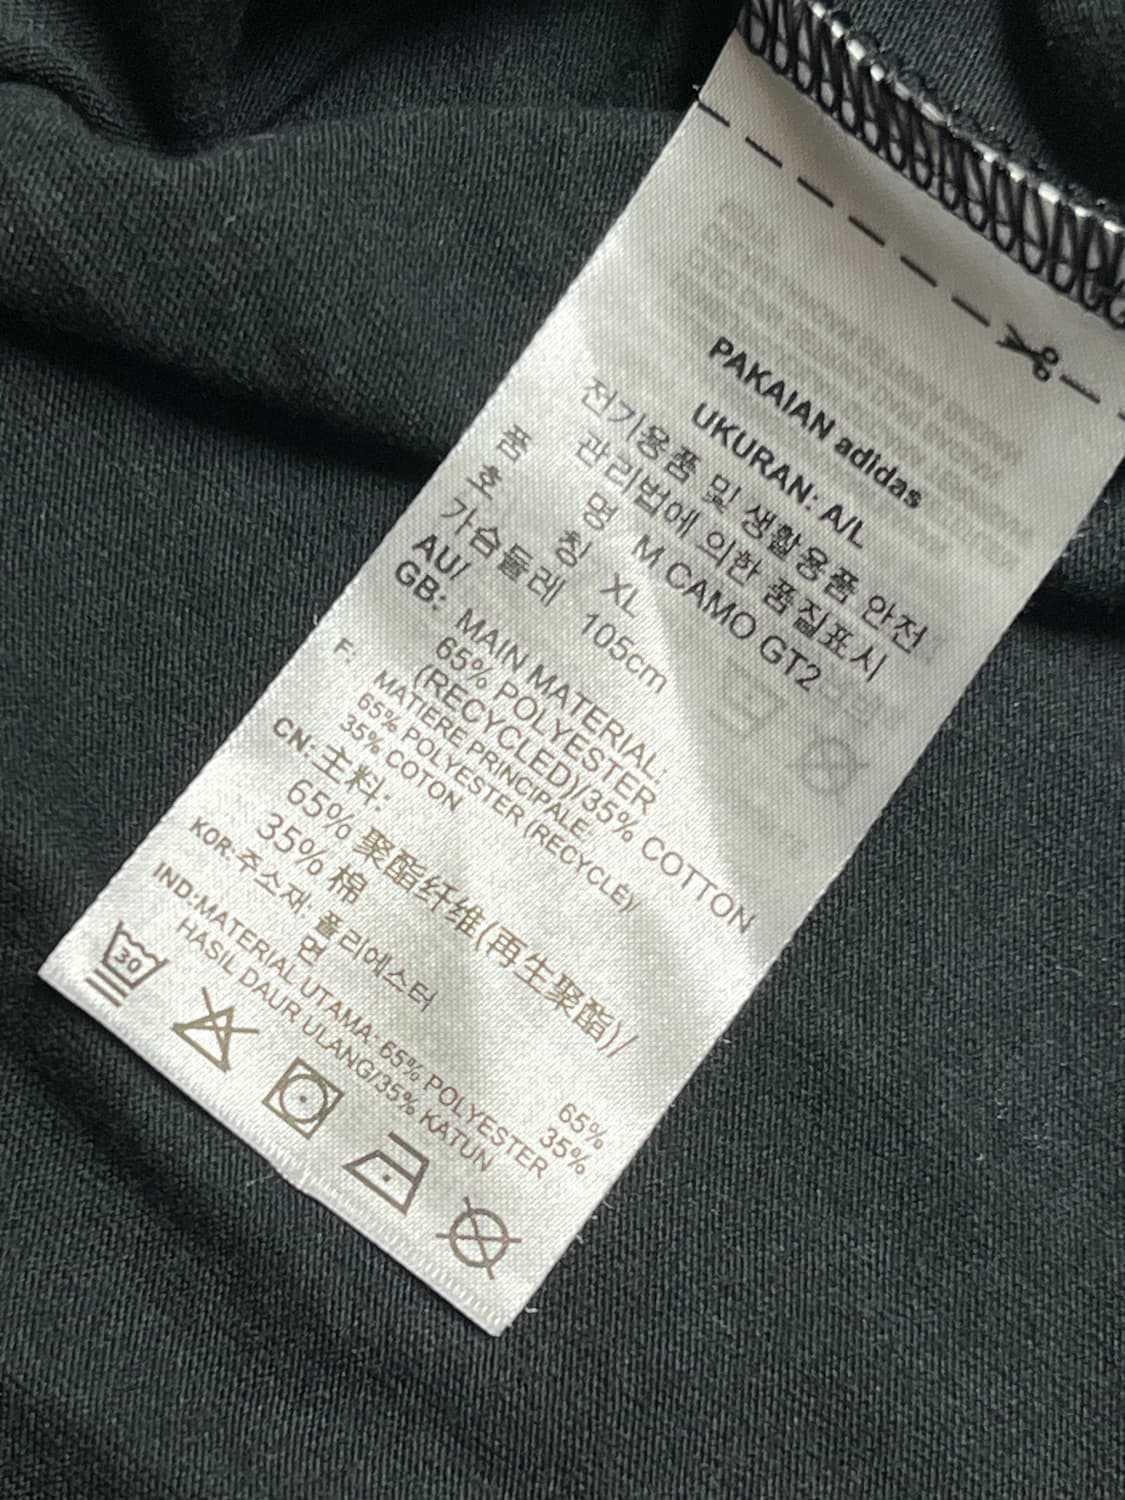 PAKAIAN adidas
UKURAN: A/L
전기용품 및 생활용품 안전
관리법에 의한 품질표시
품 명 M CAMO GT2
호 칭 XL
가슴둘레 105cm
AU/
GB: MAIN MATERIAL:
65% POLYESTER
(RECYCLED)/35% COTTON
F: MATIERE PRINCIPALE:
65% POLYESTER (RECYCLÉ)/
35% COTON
CN: 主料:
65% 聚酯纤维(再生聚酯)/
35% 棉
KOR: 주소재: 폴리에스터 65%
면 35%
IND:MATERIAL UTAMA: 65% POLYESTER
HASIL DAUR ULANG/35% KATUN
30